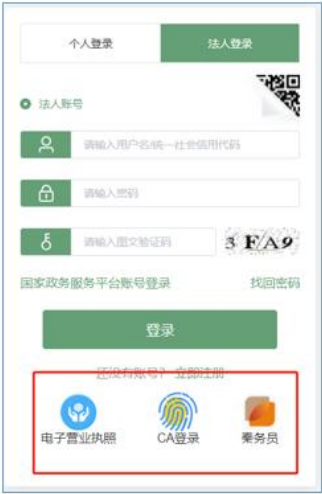 个人登录
法人登录
法人账号
请输入用户名/统一社会信用代码
请输入密码
请输入图文验证码
3 F A 9
国家政务服务平台账号登录
找回密码
登录
还没有账号? 立即注册
电子营业执照
CA登录
秦务员